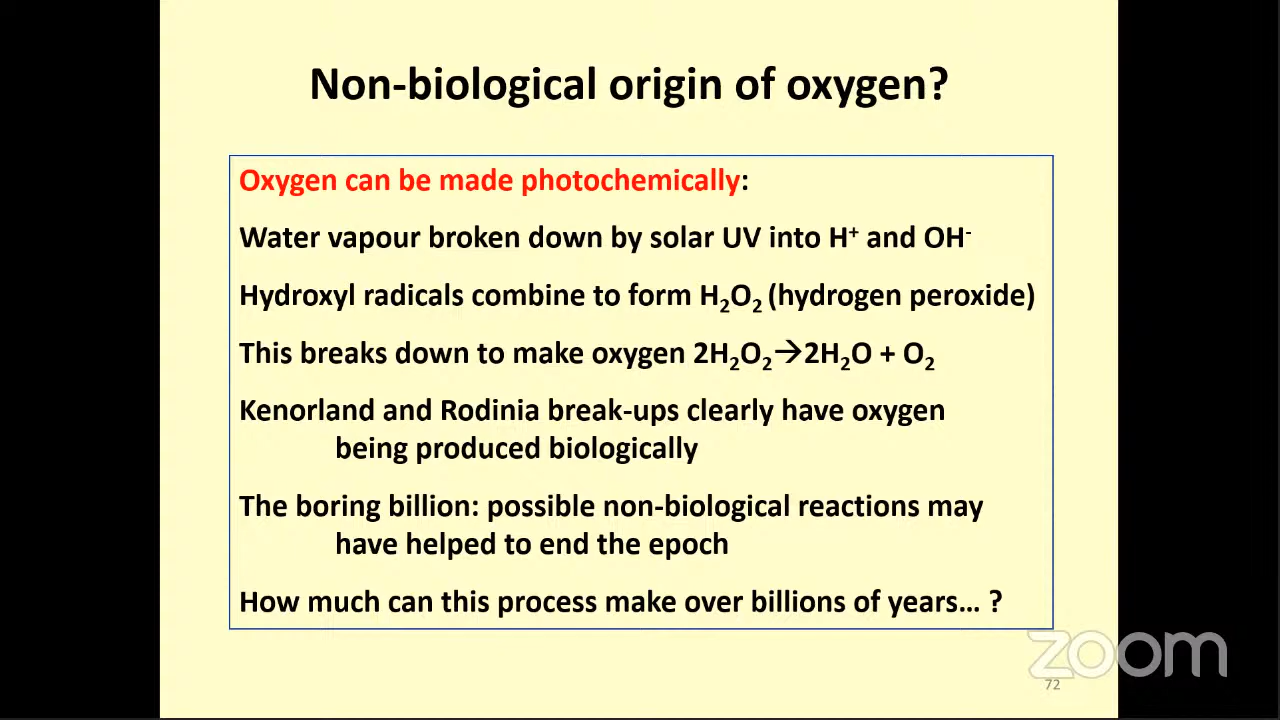 Non-biological origin of oxygen?
Oxygen can be made photochemically:
Water vapour broken down by solar UV into H⁺ and OH⁻
Hydroxyl radicals combine to form H₂O₂ (hydrogen peroxide)
This breaks down to make oxygen 2H₂O₂→2H₂O + O₂
Kenorland and Rodinia break-ups clearly have oxygen
being produced biologically
The boring billion: possible non-biological reactions may
have helped to end the epoch
How much can this process make over billions of years… ?
zoom
72